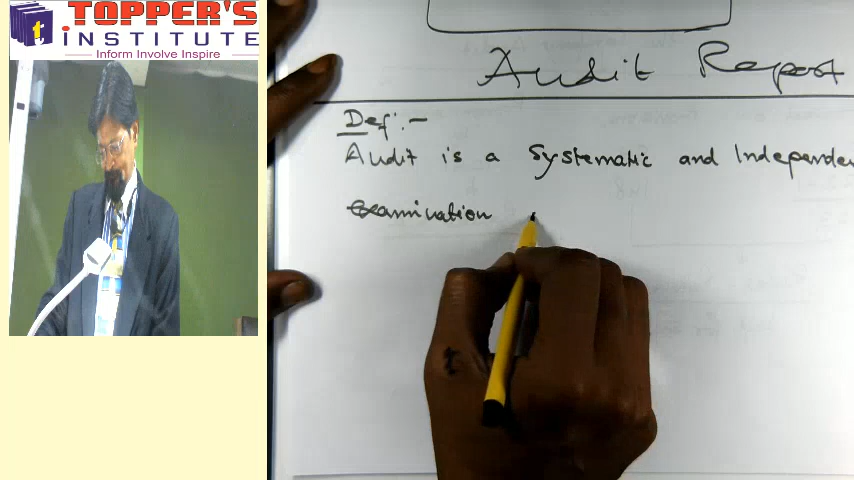 TOPPER'S
INSTITUTE
Inform Involve Inspire
Audit Report
Def:-
Audit is a systematic and Independen
examination